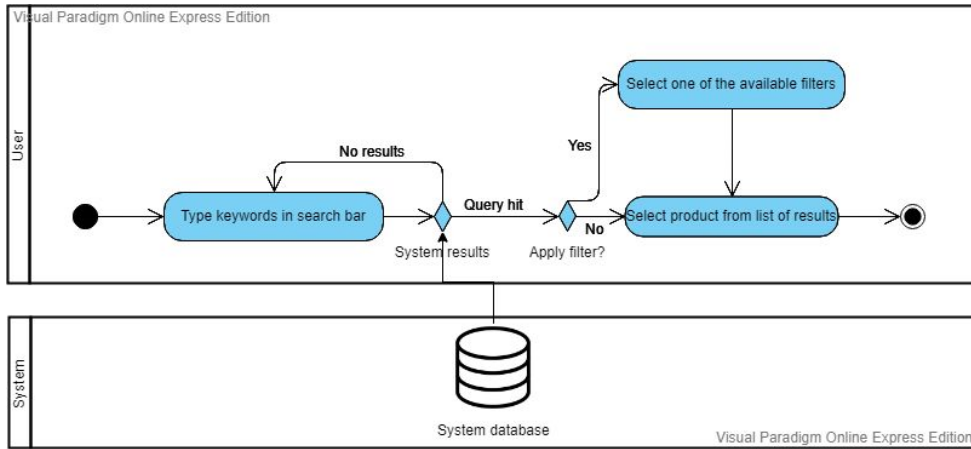 Visual Paradigm Online Express Edition
User
Select one of the available filters
Yes
No results
Type keywords in search bar
Query hit
Select product from list of results
No
System results
Apply filter?
System
System database
Visual Paradigm Online Express Edition